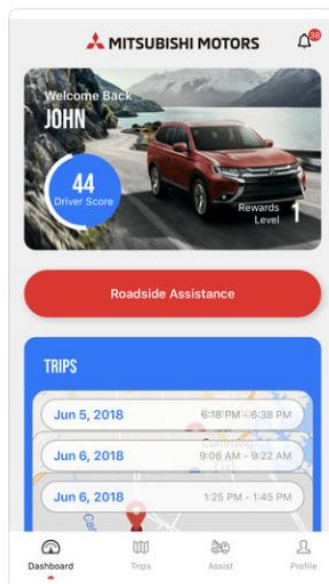 MITSUBISHI MOTORS
38
Welcome Back
JOHN
44
Driver Score
Rewards
Level 1
Roadside Assistance
TRIPS
Jun 5, 2018 6:18 PM - 6:38 PM
Cumming
Jun 6, 2018 9:06 AM - 9:22 AM
Jun 6, 2018 1:25 PM - 1:45 PM
Dashboard Trips Assist Profile